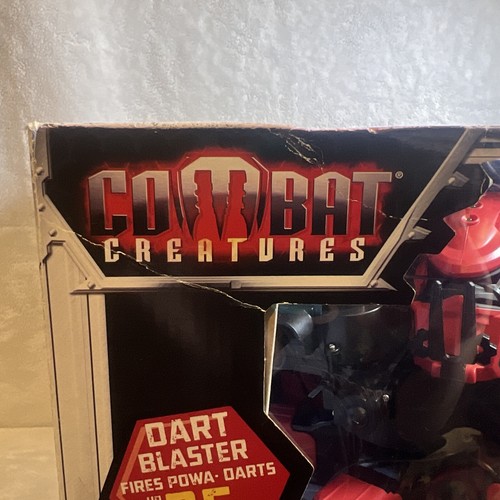 COMBAT®
CREATURES
DART
BLASTER
FIRES POWA- DARTS